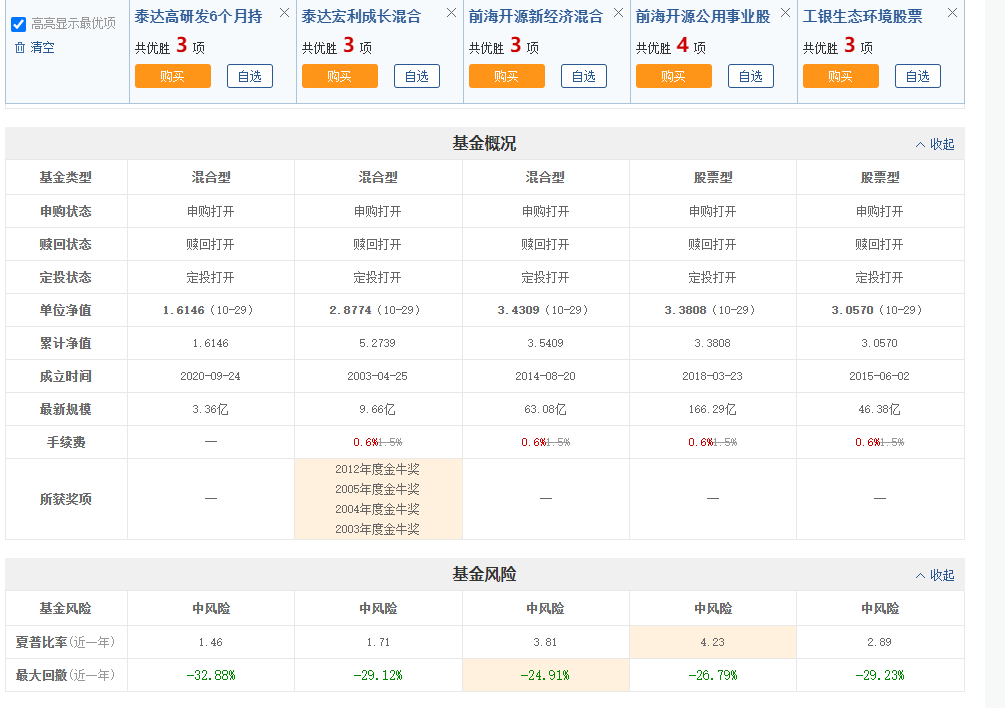 高亮显示最优项
清空
泰达高研发6个月持 泰达宏利成长混合 前海开源新经济混合 前海开源公用事业股 工银生态环境股票
共优胜 3 项 共优胜 3 项 共优胜 3 项 共优胜 4 项 共优胜 3 项
购买 自选 购买 自选 购买 自选 购买 自选 购买 自选
基金概况 收起
基金类型 混合型 混合型 混合型 股票型 股票型
申购状态 申购打开 申购打开 申购打开 申购打开 申购打开
赎回状态 赎回打开 赎回打开 赎回打开 赎回打开 赎回打开
定投状态 定投打开 定投打开 定投打开 定投打开 定投打开
单位净值 1.6146（10-29） 2.8774（10-29） 3.4309（10-29） 3.3808（10-29） 3.0570（10-29）
累计净值 1.6146 5.2739 3.5409 3.3808 3.0570
成立时间 2020-09-24 2003-04-25 2014-08-20 2018-03-23 2015-06-02
最新规模 3.36亿 9.66亿 63.08亿 166.29亿 46.38亿
手续费 — 0.6%1.5% 0.6%1.5% 0.6%1.5% 0.6%1.5%
所获奖项 — 2012年度金牛奖 — — —
2005年度金牛奖
2004年度金牛奖
2003年度金牛奖
基金风险 收起
基金风险 中风险 中风险 中风险 中风险 中风险
夏普比率(近一年) 1.46 1.71 3.81 4.23 2.89
最大回撤(近一年) -32.88% -29.12% -24.91% -26.79% -29.23%